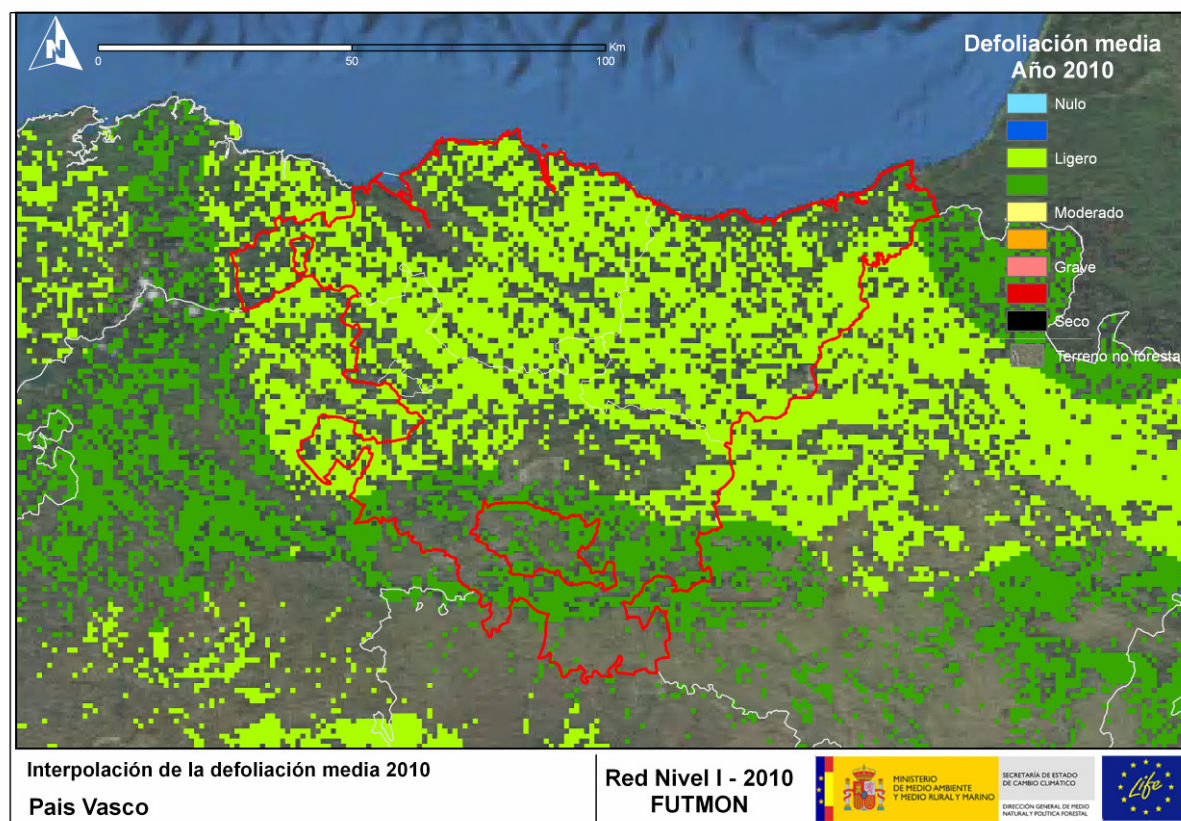 N
0
50
100
Km
Defoliación media
Año 2010
Nulo
Ligero
Moderado
Grave
Seco
Terreno no foresta
Interpolación de la defoliación media 2010
Pais Vasco
Red Nivel I - 2010
FUTMON
MINISTERIO
DE MEDIO AMBIENTE
Y MEDIO RURAL Y MARINO
SECRETARÍA DE ESTADO
DE CAMBIO CLIMÁTICO
DIRECCIÓN GENERAL DE MEDIO
NATURAL Y POLÍTICA FORESTAL
Life